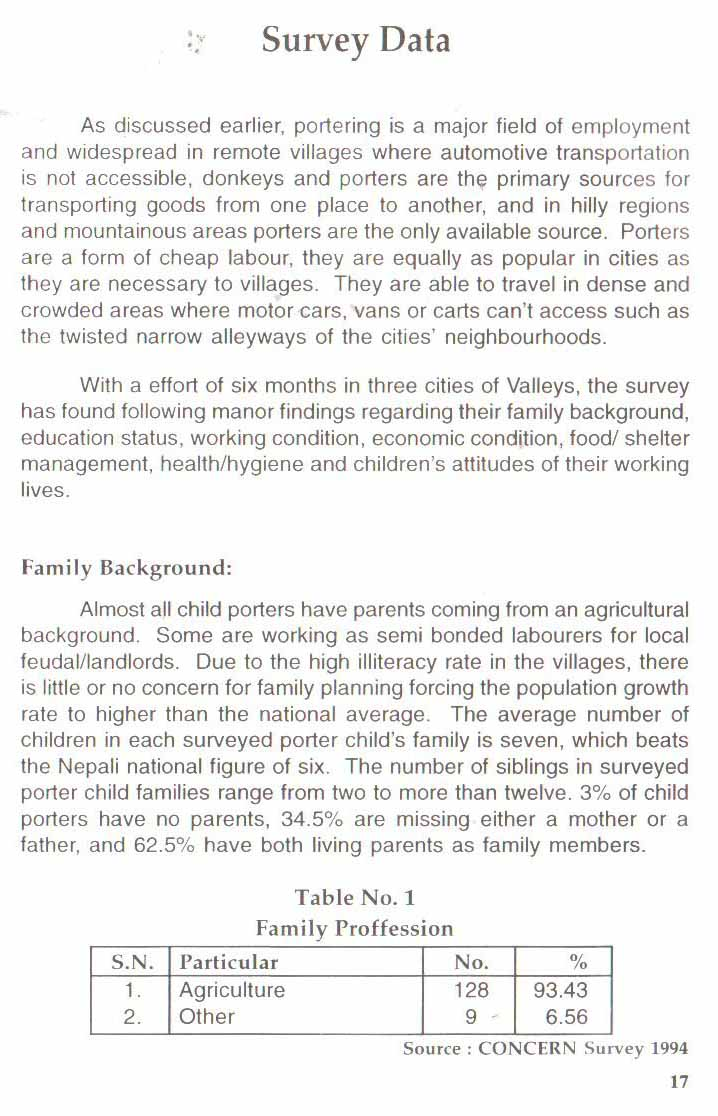 Survey Data
As discussed earlier, portering is a major field of employment
and widespread in remote villages where automotive transportation
is not accessible, donkeys and porters are the primary sources for
transporting goods from one place to another, and in hilly regions
and mountainous areas porters are the only available source. Porters
are a form of cheap labour, they are equally as popular in cities as
they are necessary to villages. They are able to travel in dense and
crowded areas where motor cars, vans or carts can't access such as
the twisted narrow alleyways of the cities' neighbourhoods.
With a effort of six months in three cities of Valleys, the survey
has found following manor findings regarding their family background,
education status, working condition, economic condition, food/ shelter
management, health/hygiene and children's attitudes of their working
lives.
Family Background:
Almost all child porters have parents coming from an agricultural
background. Some are working as semi bonded labourers for local
feudal/landlords. Due to the high illiteracy rate in the villages, there
is little or no concern for family planning forcing the population growth
rate to higher than the national average. The average number of
children in each surveyed porter child's family is seven, which beats
the Nepali national figure of six. The number of siblings in surveyed
porter child families range from two to more than twelve. 3% of child
porters have no parents, 34.5% are missing either a mother or a
father, and 62.5% have both living parents as family members.
Table No. 1
Family Proffession
S.N. Particular No. %
1. Agriculture 128 93.43
2. Other 9 6.56
Source : CONCERN Survey 1994
17